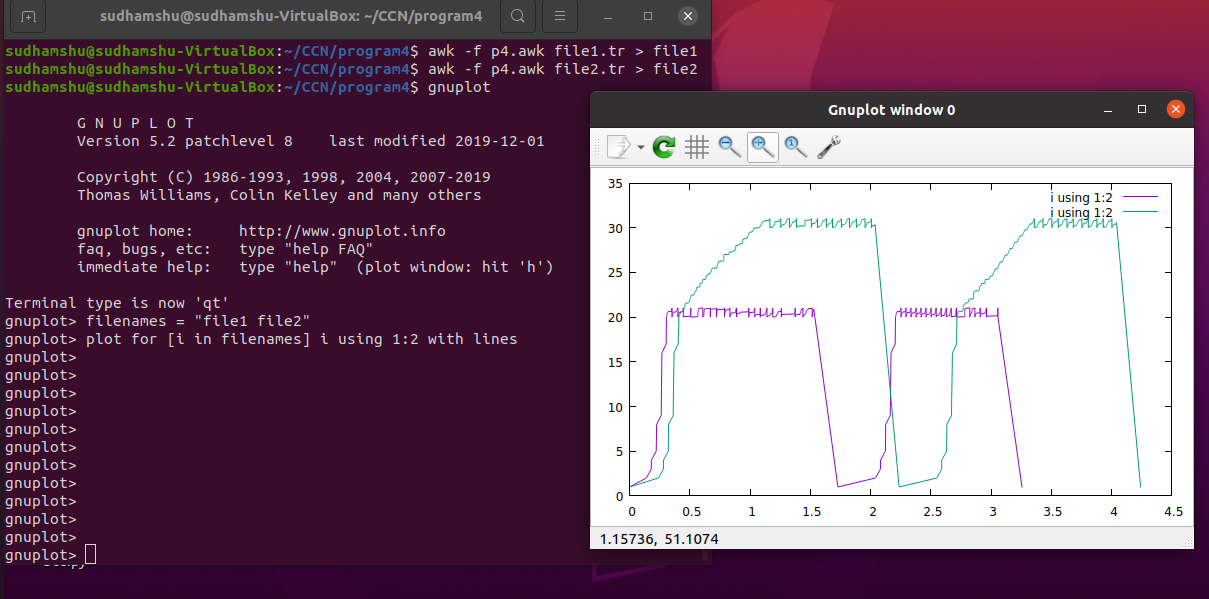 sudhamshu@sudhamshu-VirtualBox: ~/CCN/program4
sudhamshu@sudhamshu-VirtualBox:~/CCN/program4$ awk -f p4.awk file1.tr > file1
sudhamshu@sudhamshu-VirtualBox:~/CCN/program4$ awk -f p4.awk file2.tr > file2
sudhamshu@sudhamshu-VirtualBox:~/CCN/program4$ gnuplot
G N U P L O T
Version 5.2 patchlevel 8    last modified 2019-12-01
Copyright (C) 1986-1993, 1998, 2004, 2007-2019
Thomas Williams, Colin Kelley and many others
gnuplot home:     http://www.gnuplot.info
faq, bugs, etc:   type "help FAQ"
immediate help:   type "help"  (plot window: hit 'h')
Terminal type is now 'qt'
gnuplot> filenames = "file1 file2"
gnuplot> plot for [i in filenames] i using 1:2 with lines
gnuplot>
gnuplot>
gnuplot>
gnuplot>
gnuplot>
gnuplot>
gnuplot>
gnuplot>
gnuplot>
gnuplot>
gnuplot>
gnuplot>
Gnuplot window 0
35
30
25
20
15
10
5
0
i using 1:2
i using 1:2
0 0.5 1 1.5 2 2.5 3 3.5 4 4.5
1.15736, 51.1074